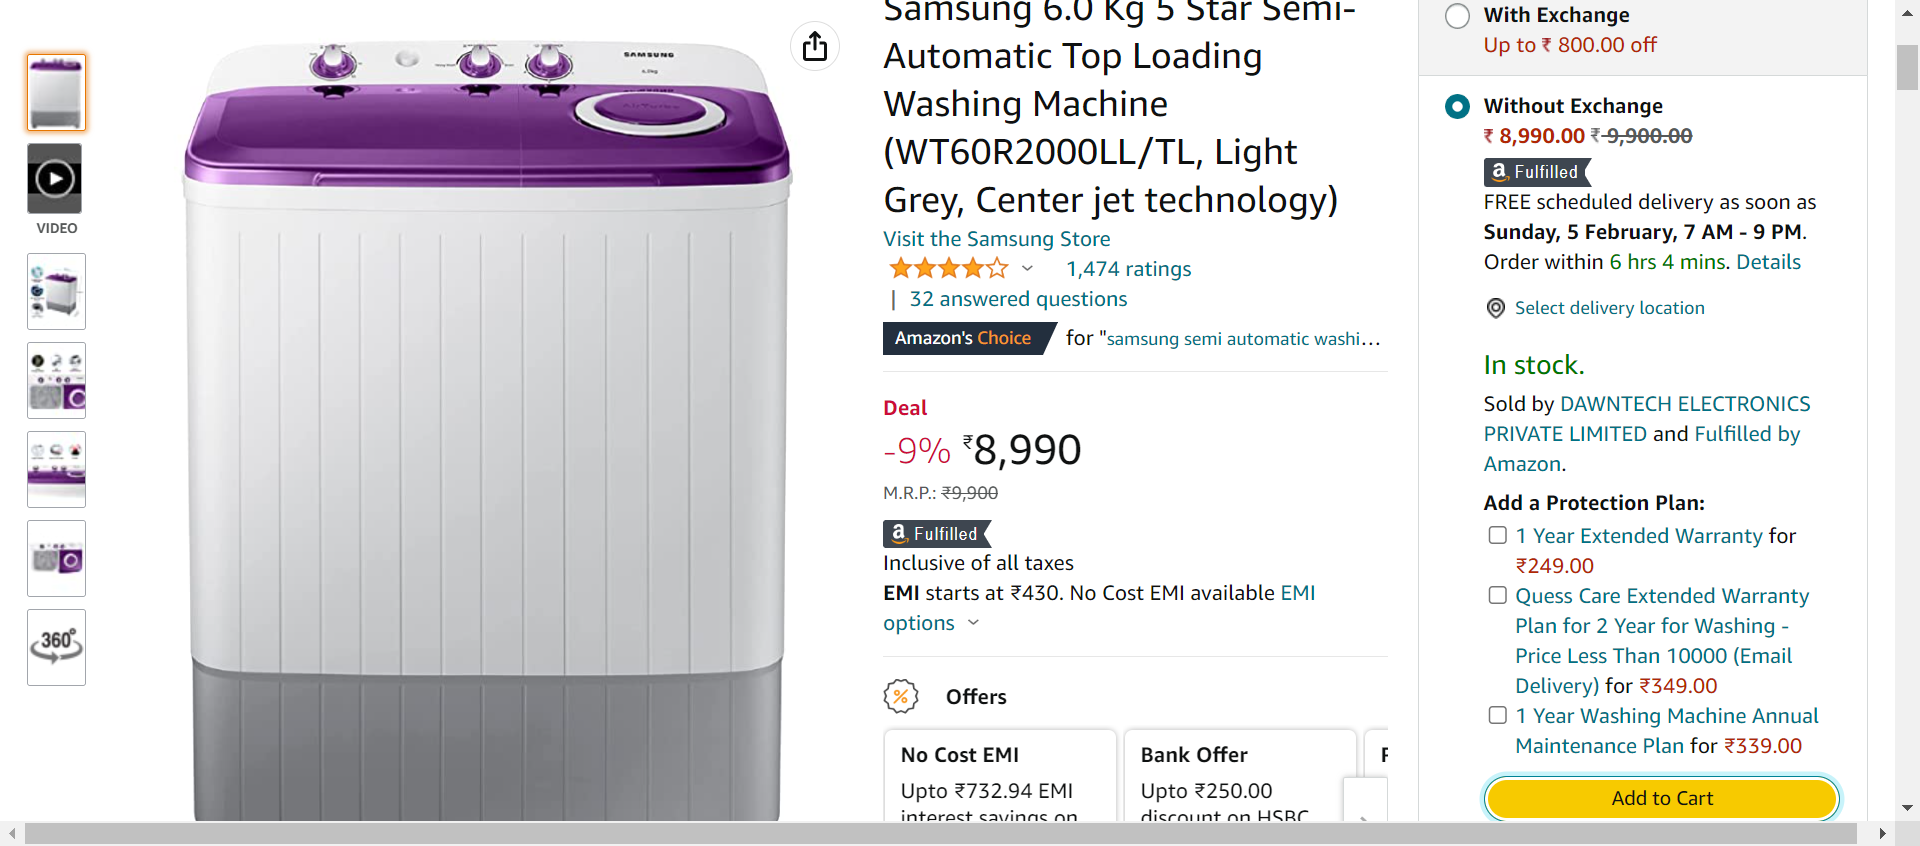 Samsung 6.0 Kg 5 Star Semi-
Automatic Top Loading
Washing Machine
(WT60R2000LL/TL, Light
Grey, Center jet technology)
Visit the Samsung Store
1,474 ratings
| 32 answered questions
Amazon's Choice for "samsung semi automatic washi...
Deal
-9% ₹8,990
M.R.P.: ₹9,900
a Fulfilled
Inclusive of all taxes
EMI starts at ₹430. No Cost EMI available EMI
options
% Offers
No Cost EMI
Upto ₹732.94 EMI
interest savings on
Bank Offer
Upto ₹250.00
discount on HSBC
VIDEO
360°
SAMSUNG
With Exchange
Up to ₹ 800.00 off
Without Exchange
₹ 8,990.00 ₹ 9,900.00
a Fulfilled
FREE scheduled delivery as soon as
Sunday, 5 February, 7 AM - 9 PM.
Order within 6 hrs 4 mins. Details
Select delivery location
In stock.
Sold by DAWNTECH ELECTRONICS
PRIVATE LIMITED and Fulfilled by
Amazon.
Add a Protection Plan:
1 Year Extended Warranty for
₹249.00
Quess Care Extended Warranty
Plan for 2 Year for Washing -
Price Less Than 10000 (Email
Delivery) for ₹349.00
1 Year Washing Machine Annual
Maintenance Plan for ₹339.00
Add to Cart